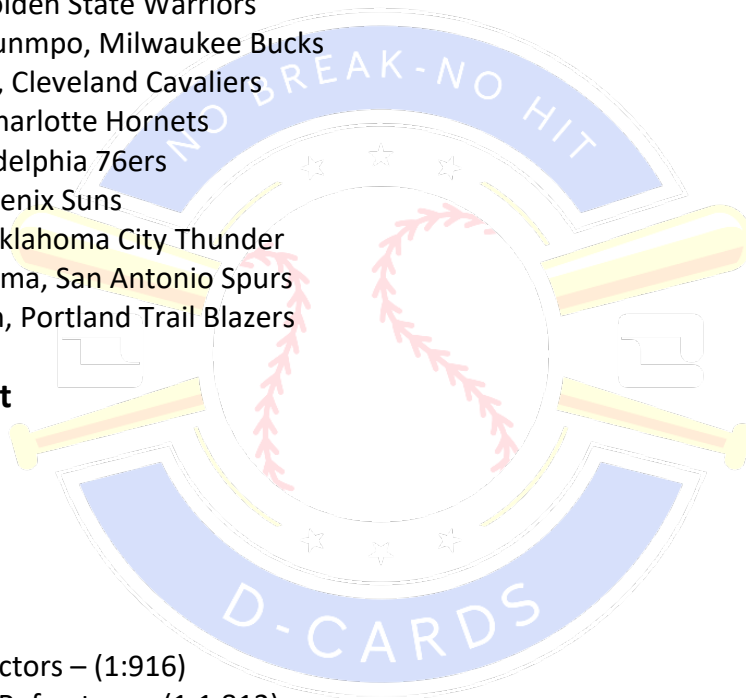 olden State Warriors
unmpo, Milwaukee Bucks
, Cleveland Cavaliers
harlotte Hornets
delphia 76ers
enix Suns
klahoma City Thunder
ma, San Antonio Spurs
n, Portland Trail Blazers
t
NO BREAK-NO HIT
D-CARDS
ctors – (1:916)